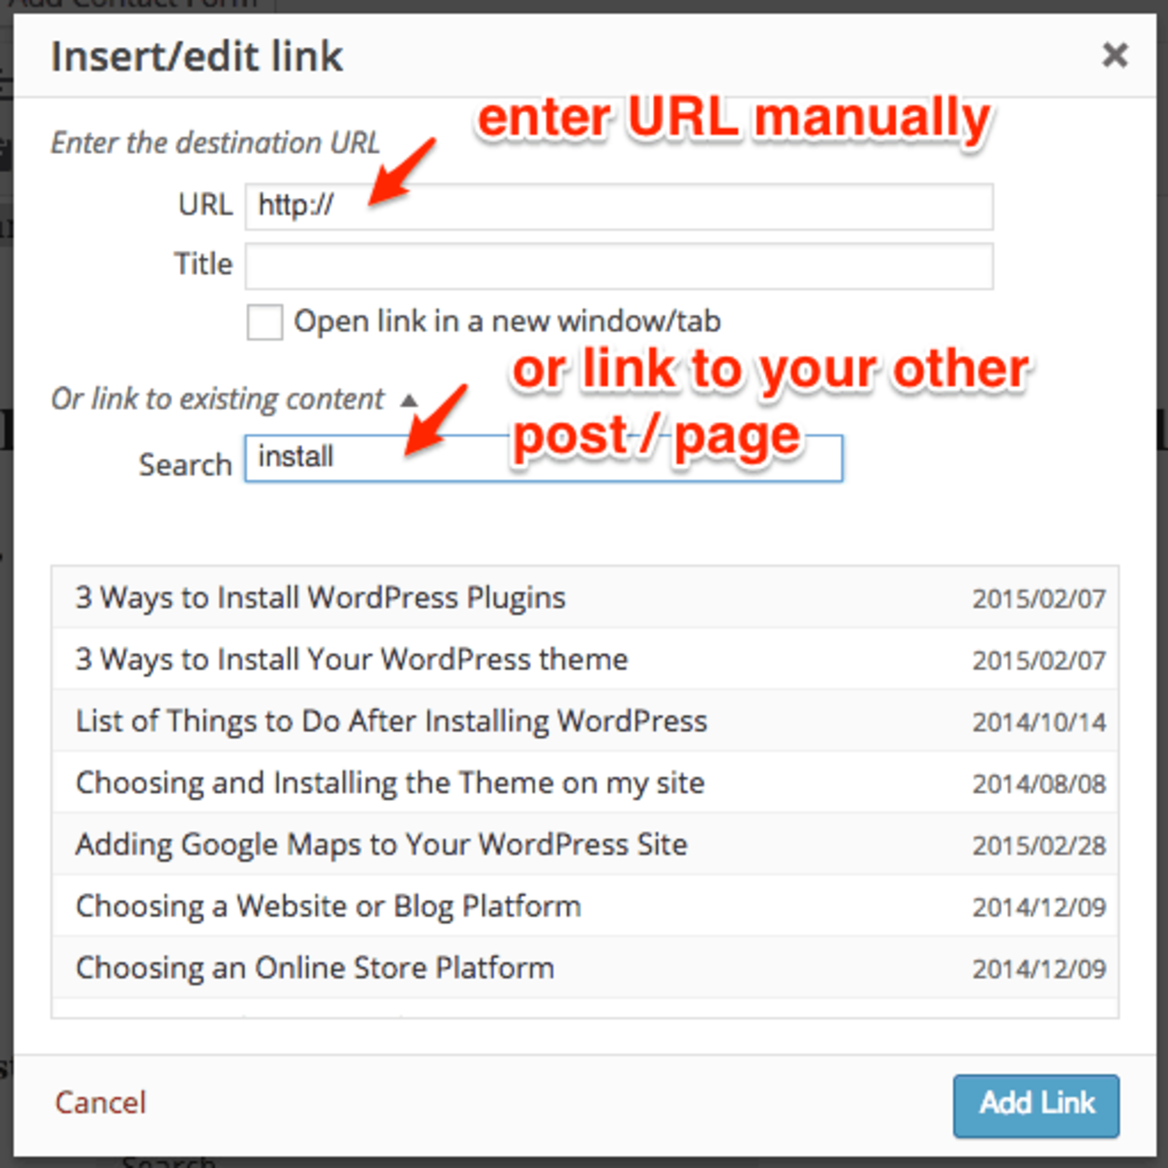 Add Contact Form
Insert/edit link
enter URL manually
Enter the destination URL
URL http://
Title
Open link in a new window/tab
or link to your other
Or link to existing content
post / page
Search install
3 Ways to Install WordPress Plugins 2015/02/07
3 Ways to Install Your WordPress theme 2015/02/07
List of Things to Do After Installing WordPress 2014/10/14
Choosing and Installing the Theme on my site 2014/08/08
Adding Google Maps to Your WordPress Site 2015/02/28
Choosing a Website or Blog Platform 2014/12/09
Choosing an Online Store Platform 2014/12/09
Cancel Add Link
Search